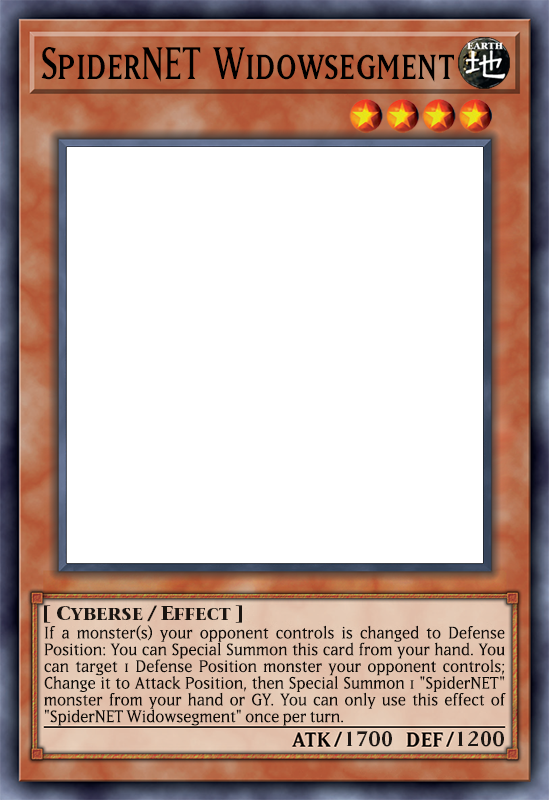 SpiderNET Widowsegment
EARTH
地
[ Cyberse / Effect ]
If a monster(s) your opponent controls is changed to Defense
Position: You can Special Summon this card from your hand. You
can target 1 Defense Position monster your opponent controls;
Change it to Attack Position, then Special Summon 1 "SpiderNET"
monster from your hand or GY. You can only use this effect of
"SpiderNET Widowsegment" once per turn.
ATK/1700 DEF/1200